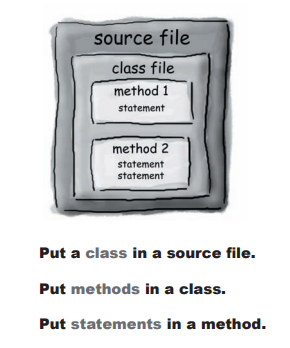 source file
class file
method 1
statement
method 2
statement
statement
Put a class in a source file.
Put methods in a class.
Put statements in a method.